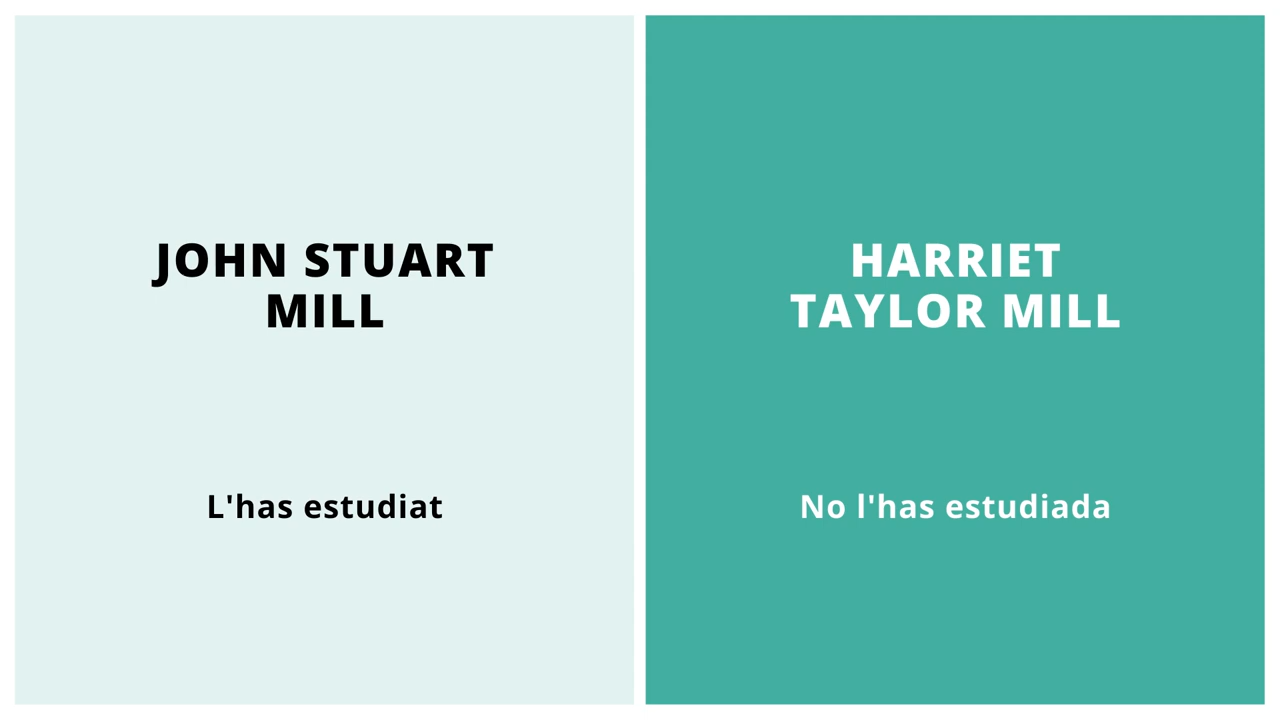 JOHN STUART
MILL
L'has estudiat
HARRIET
TAYLOR MILL
No l'has estudiada